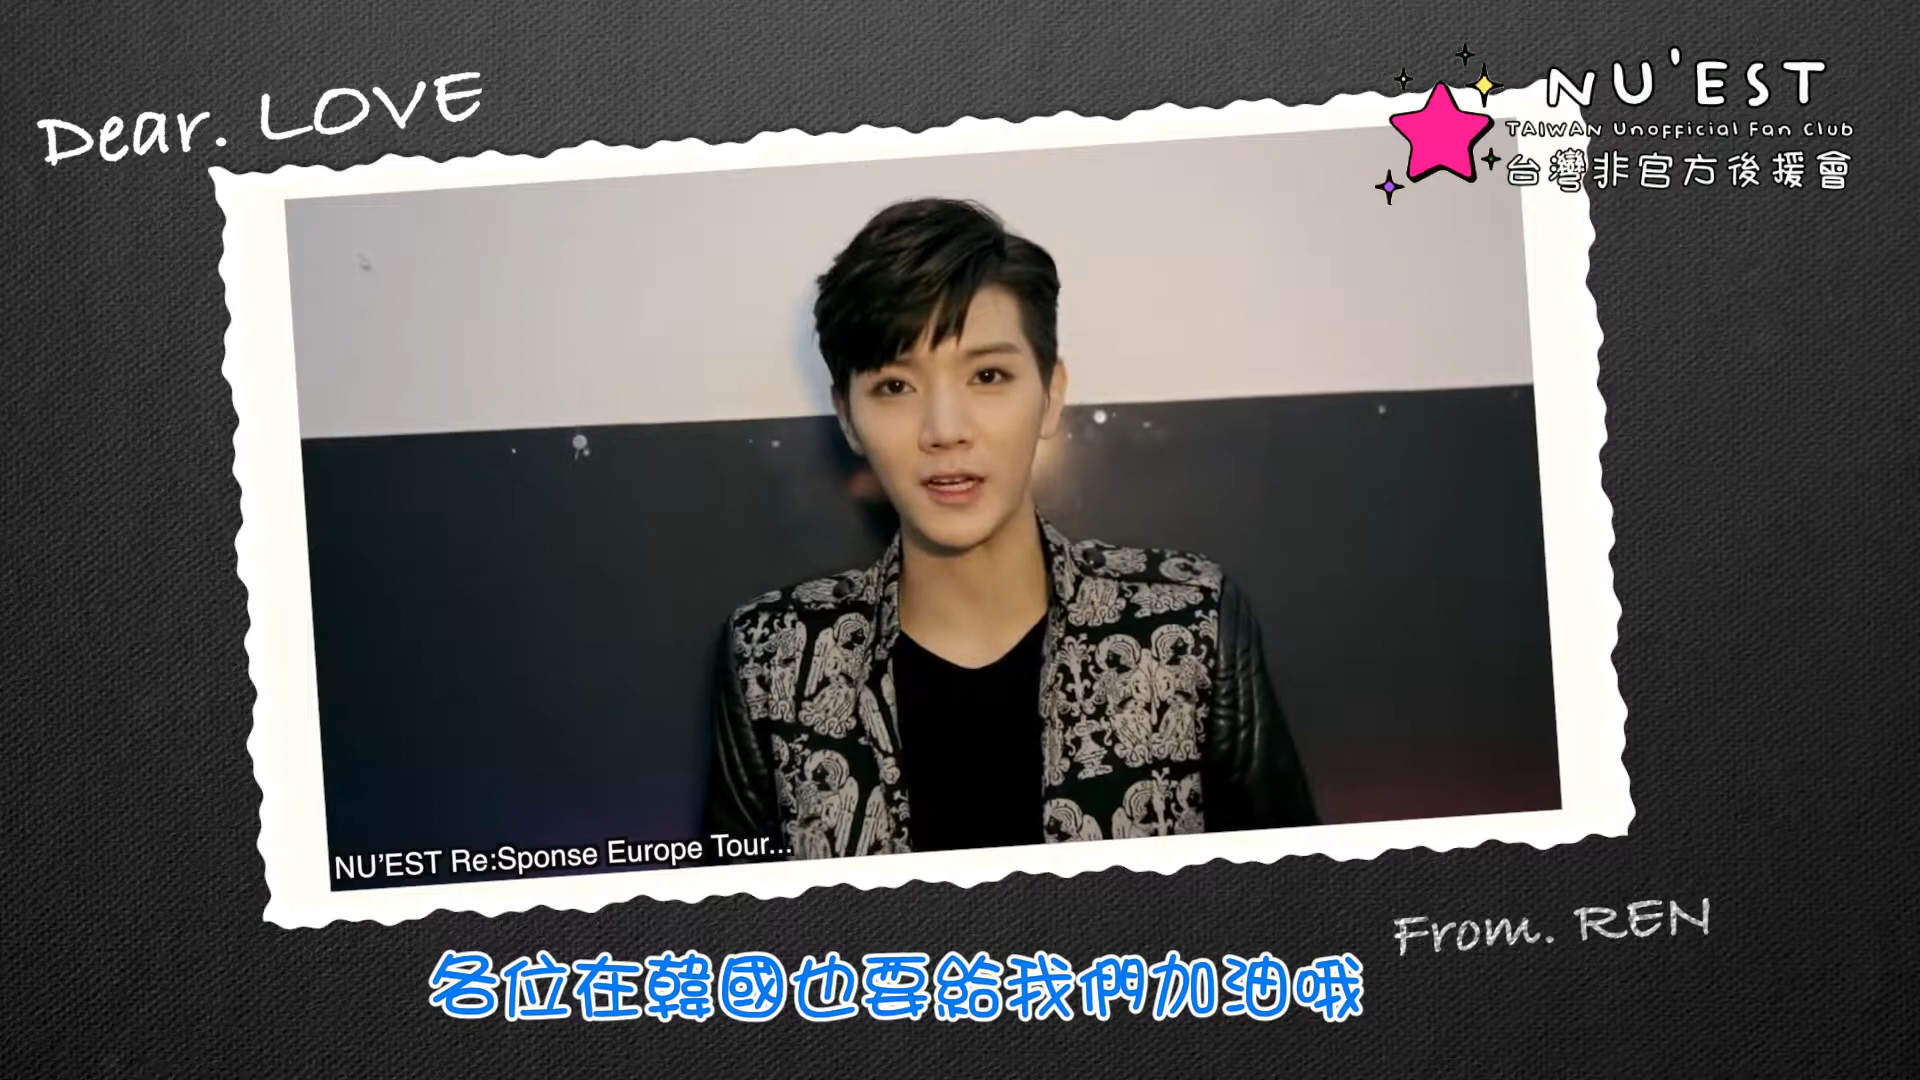 Dear. LOVE
NU'EST
TAIWAN Unofficial Fan Club
台灣非官方後援會
NU'EST Re:Sponse Europe Tour...
From. REN
各位在韓國也要給我們加油哦